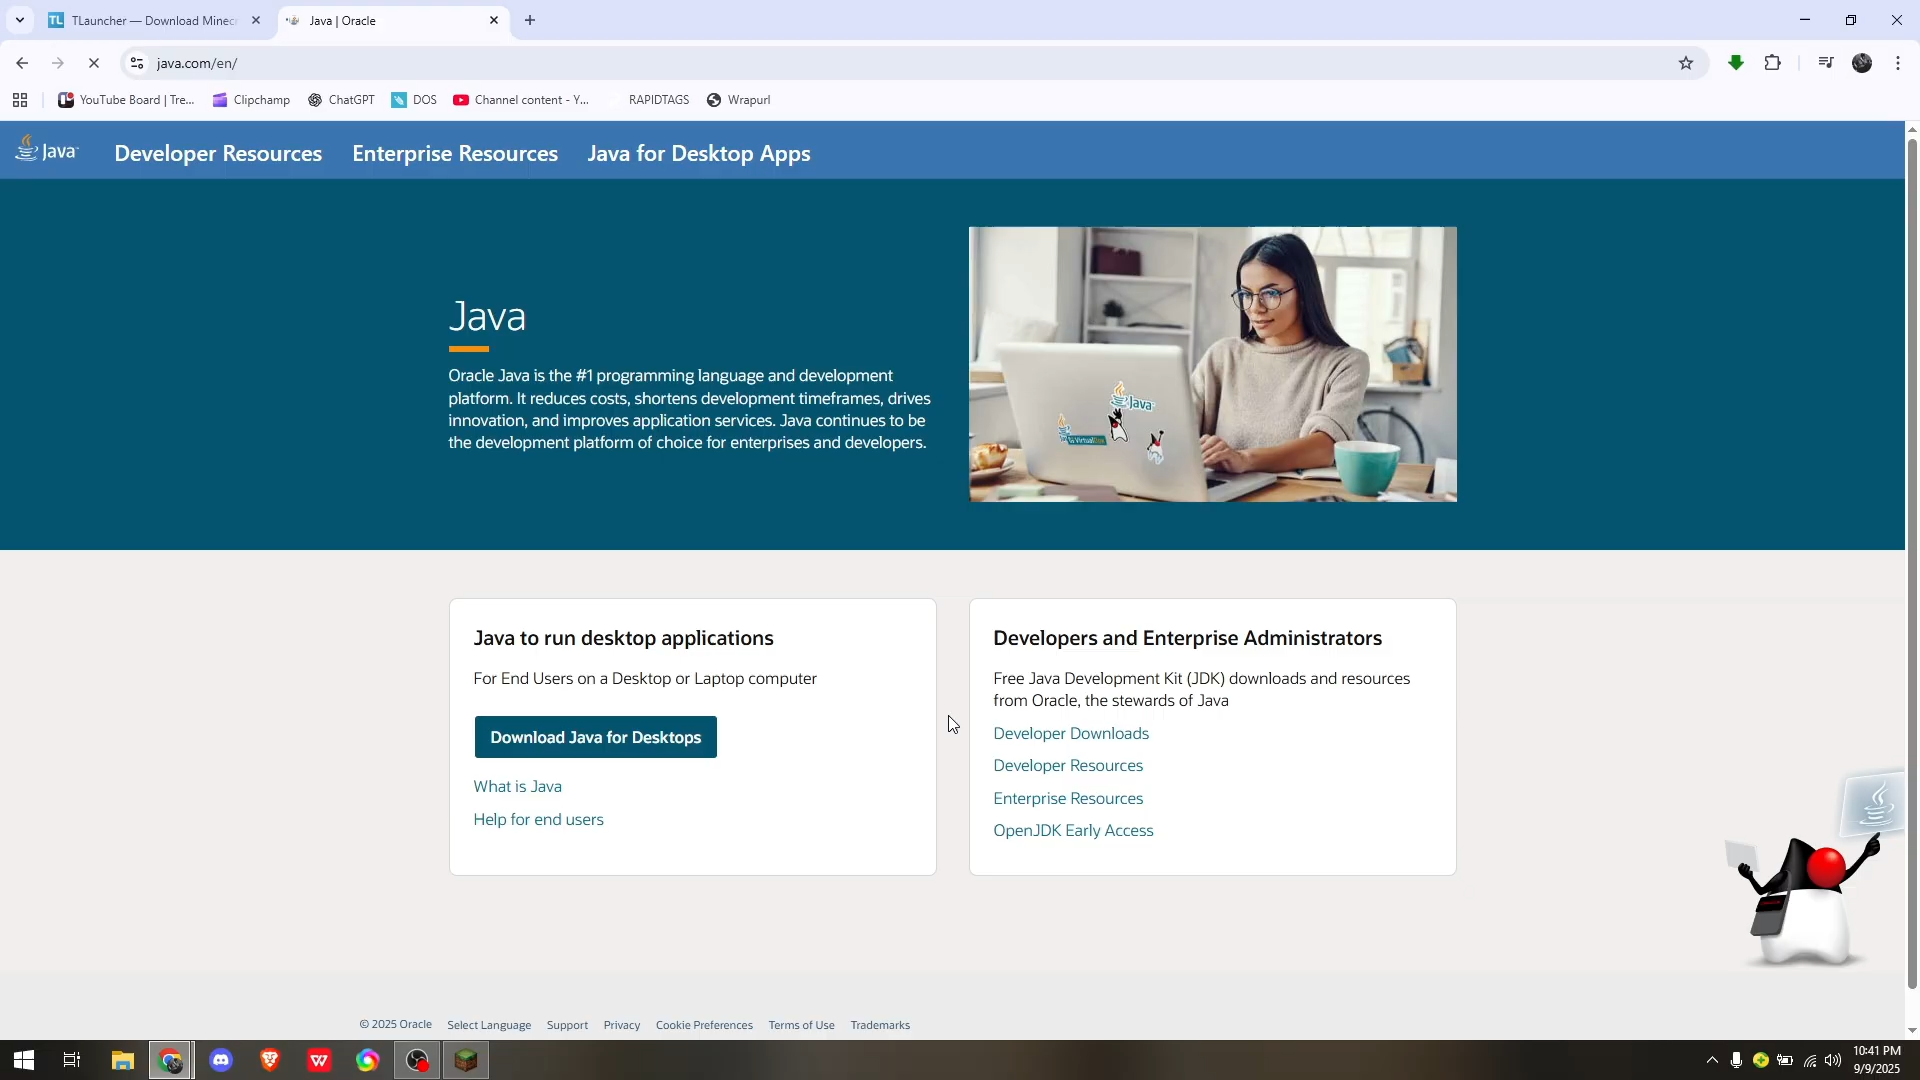 TLauncher — Download Minec
Java | Oracle
java.com/en/
YouTube Board | Tre...
Clipchamp
ChatGPT
DOS
Channel content - Y...
RAPIDTAGS
Wrapurl
Java
Developer Resources
Enterprise Resources
Java for Desktop Apps
Java
Oracle Java is the #1 programming language and development
platform. It reduces costs, shortens development timeframes, drives
innovation, and improves application services. Java continues to be
the development platform of choice for enterprises and developers.
Java
VirtualBox
Java to run desktop applications
For End Users on a Desktop or Laptop computer
Download Java for Desktops
What is Java
Help for end users
Developers and Enterprise Administrators
Free Java Development Kit (JDK) downloads and resources
from Oracle, the stewards of Java
Developer Downloads
Developer Resources
Enterprise Resources
OpenJDK Early Access
© 2025 Oracle
Select Language
Support
Privacy
Cookie Preferences
Terms of Use
Trademarks
10:41 PM
9/9/2025